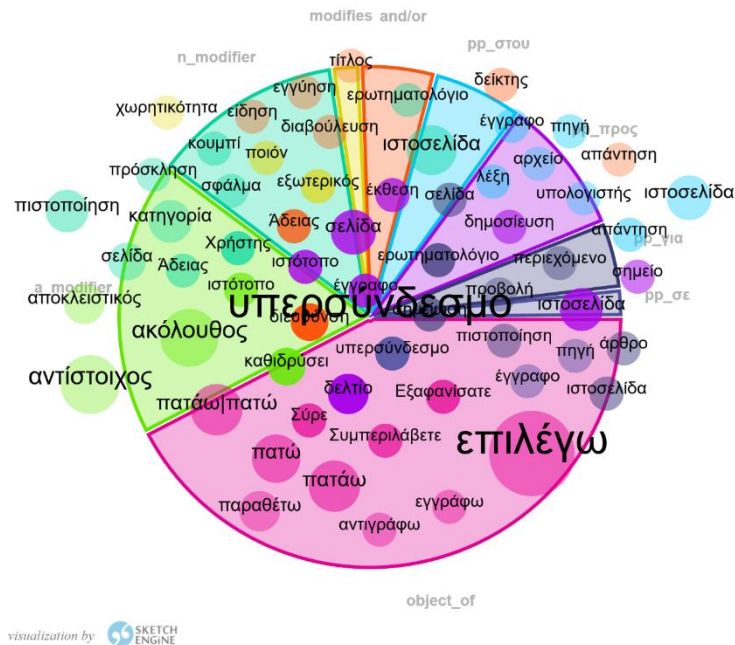 modifies and/or
pp_στου
n_modifier
τίτλος
δείκτης
εγγύηση
ερωτηματολόγιο
χωρητικότητα
είδηση
διαβούλευση
έγγραφο
πηγή
_προς
κουμπί
ποιόν
ιστοσελίδα
αρχείο
απάντηση
πρόσκληση
σφάλμα
εξωτερικός
έκθεση
σελίδα
λέξη
υπολογιστής
ιστοσελίδα
πιστοποίηση
κατηγορία
Άδειας
σελίδα
δημοσίευση
απάντηση
Χρήστης
pp_για
σελίδα
Άδειας
ιστότοπο
ερωτηματολόγιο
περιεχόμενο
σημείο
a_modifier
ιστότοπο
έγγραφο
προβολή
pp_σε
αποκλειστικός
υπερσύνδεσμο
ιστοσελίδα
ακόλουθος
διεύθυνση
πιστοποίηση
άρθρο
αντίστοιχος
καθιδρύσει
υπερσύνδεσμο
πηγή
πατάω|πατώ
δελτίο
Εξαφανίσατε
έγγραφο
ιστοσελίδα
Σύρε
Συμπεριλάβετε
επιλέγω
πατώ
πατάω
παραθέτω
αντιγράφω
εγγράφω
object_of
visualization by SKETCH
ENGINE